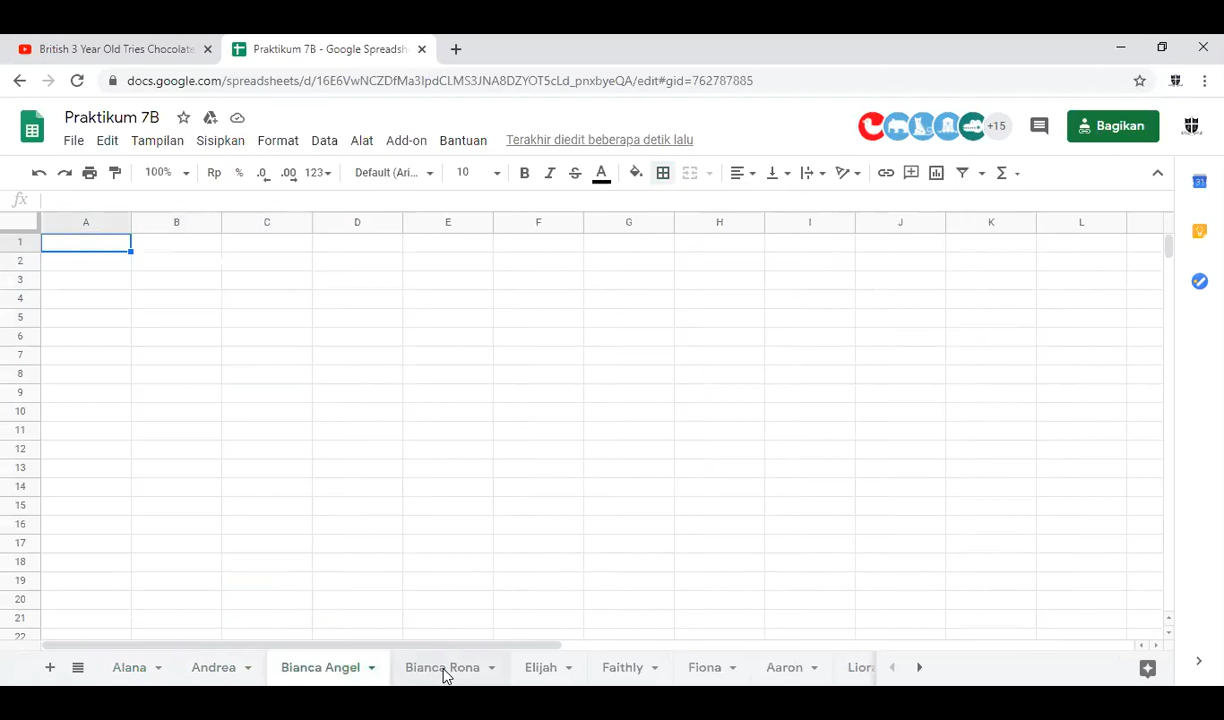 British 3 Year Old Tries Chocolate
Praktikum 7B - Google Spreadsh
docs.google.com/spreadsheets/d/16E6VwNCZDfMa3IpdCLMS3JNA8DZYOT5cLd_pnxbyeQA/edit#gid=762787885
Praktikum 7B
+15
Bagikan
File Edit Tampilan Sisipkan Format Data Alat Add-on Bantuan Terakhir diedit beberapa detik lalu
100% Rp % .0 .00 123 Default (Ari... 10 B I S A Σ
31
fx
A B C D E F G H I J K L
1
2
3
4
5
6
7
8
9
10
11
12
13
14
15
16
17
18
19
20
21
22
Alana Andrea Bianca Angel Bianca Rona Elijah Faithly Fiona Aaron Liora